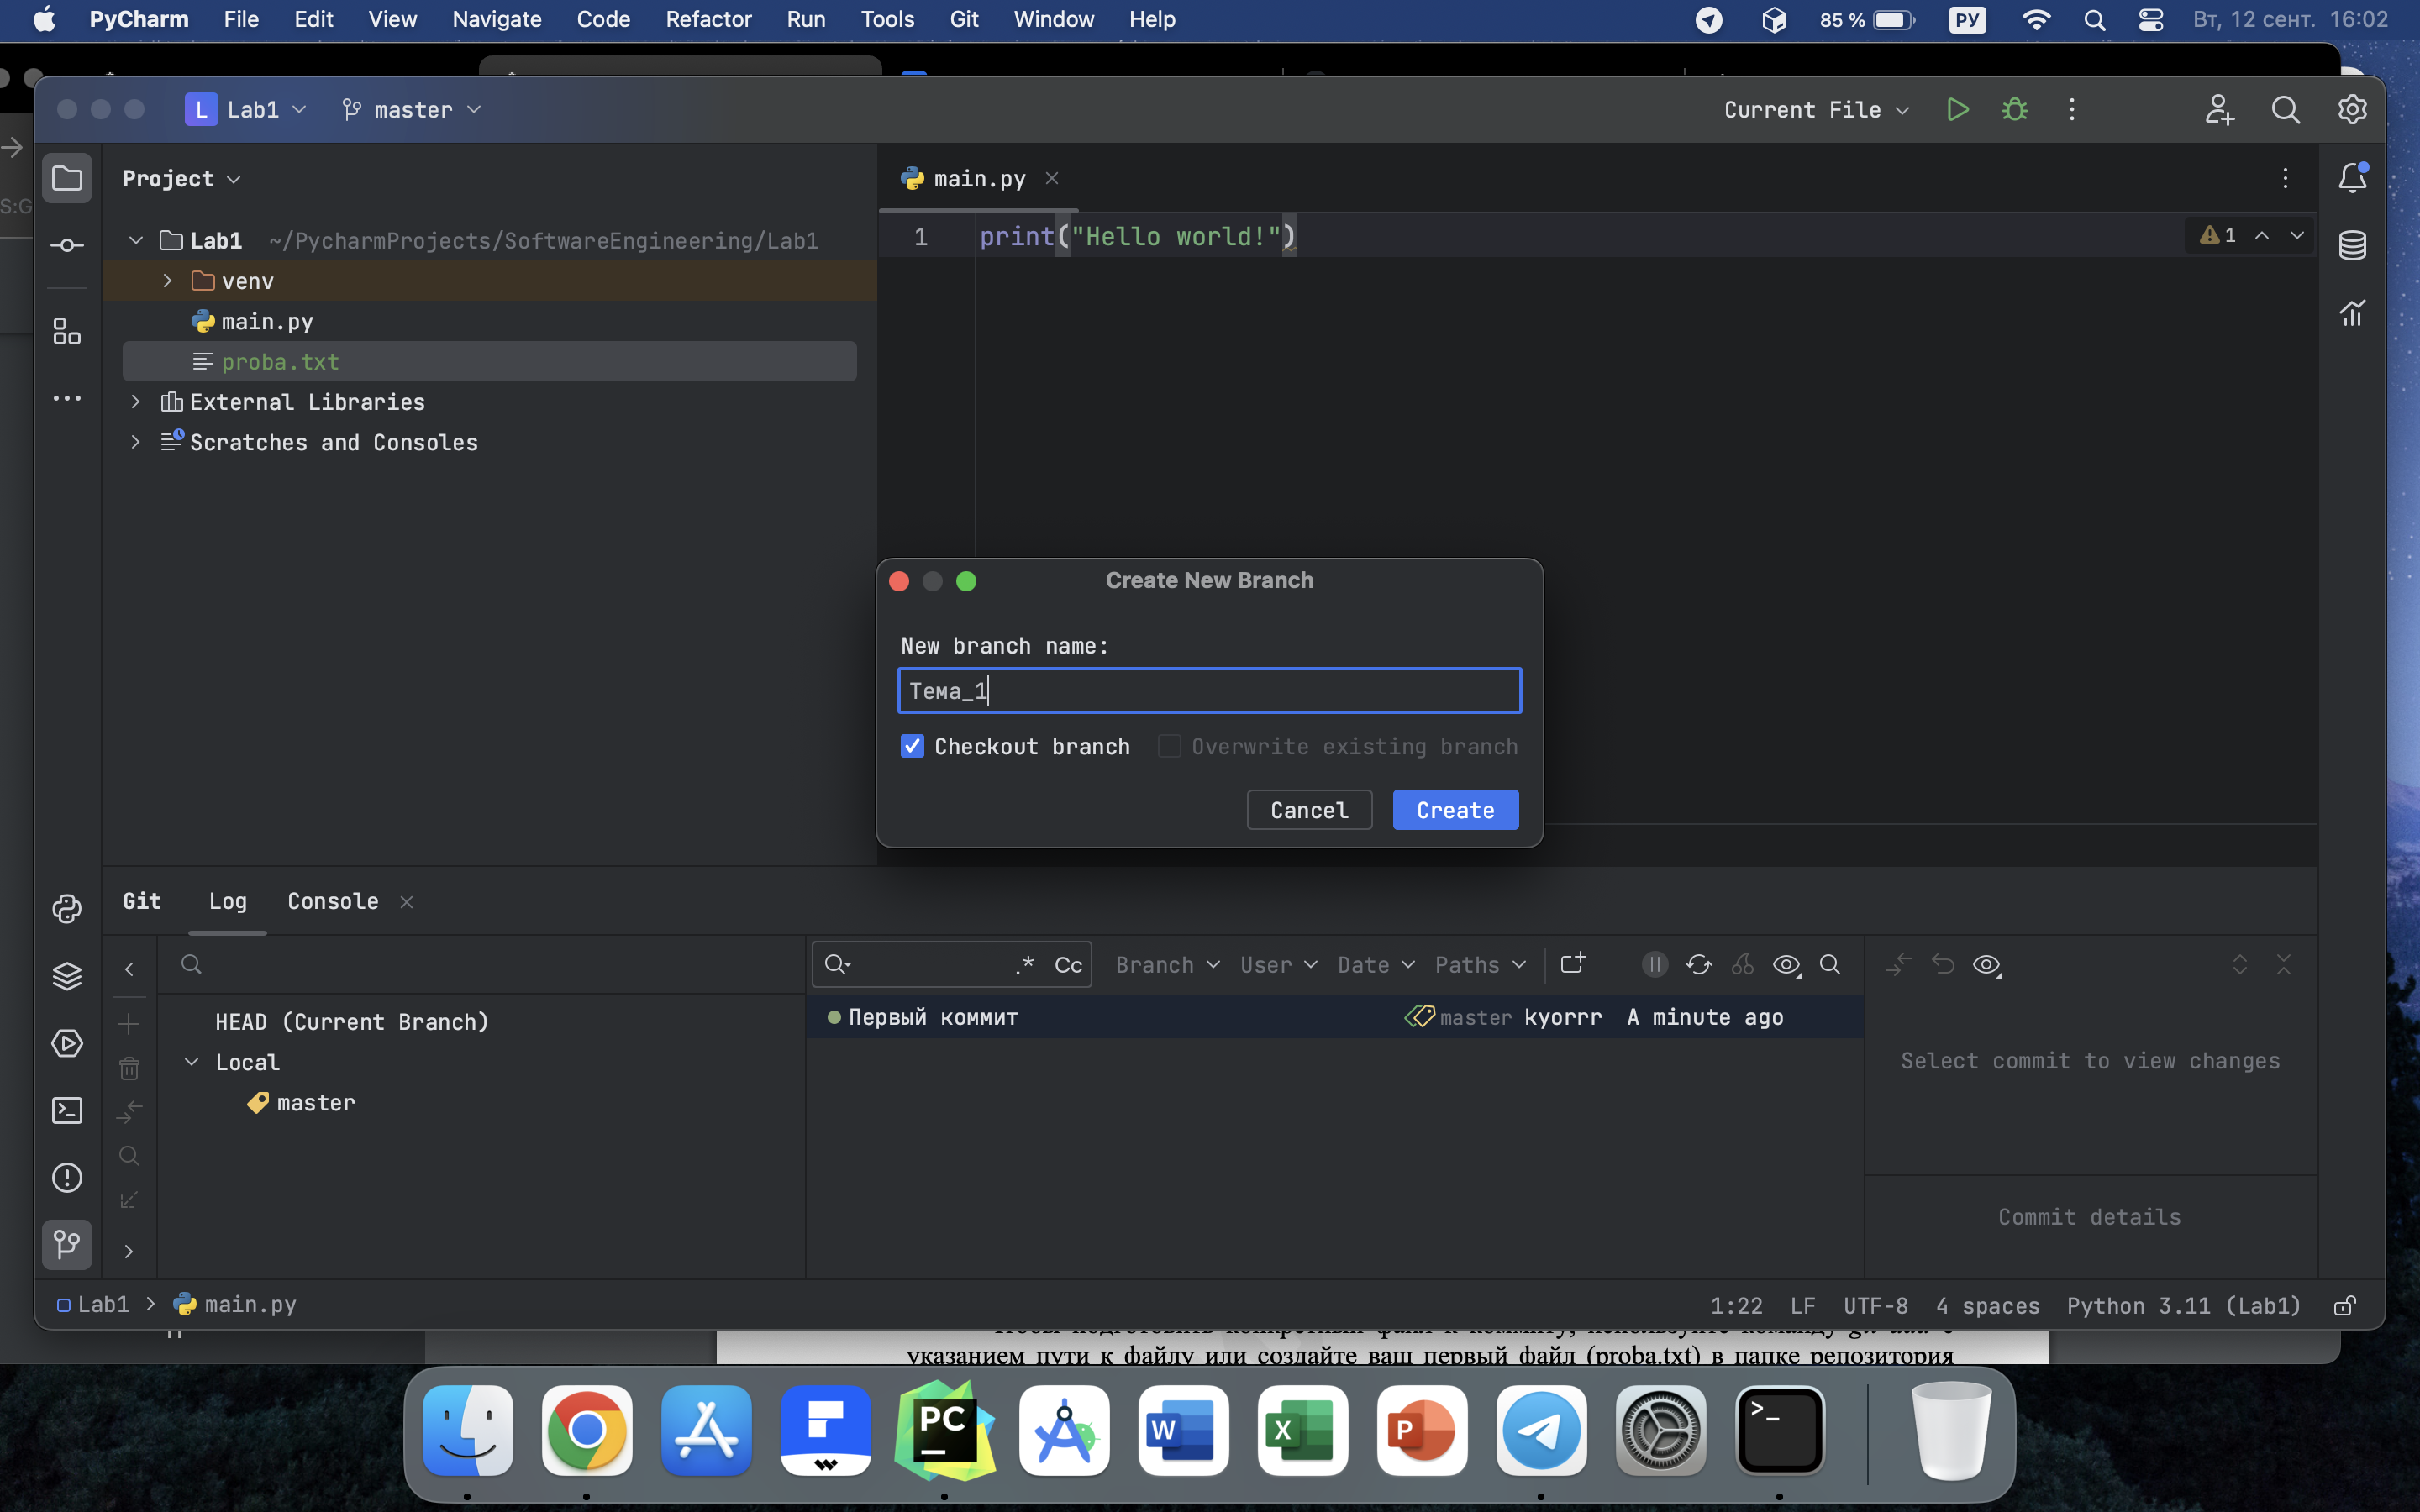 PyCharm File Edit View Navigate Code Refactor Run Tools Git Window Help 85 % РУ Вт, 12 сент. 16:02
L Lab1 master Current File
Project
main.py
Lab1 ~/PycharmProjects/SoftwareEngineering/Lab1
1 print("Hello world!") 1
venv
main.py
proba.txt
External Libraries
Scratches and Consoles
Create New Branch
New branch name:
Тема_1
Checkout branch Overwrite existing branch
Cancel Create
Git Log Console
.* Cc Branch User Date Paths
HEAD (Current Branch)
Первый коммит master kyorrr A minute ago
Local
master
Select commit to view changes
Commit details
Lab1 main.py 1:22 LF UTF-8 4 spaces Python 3.11 (Lab1)
указанием пути к файлу или создайте ваш первый файл (proba.txt) в папке репозитория
PC
W X P >_